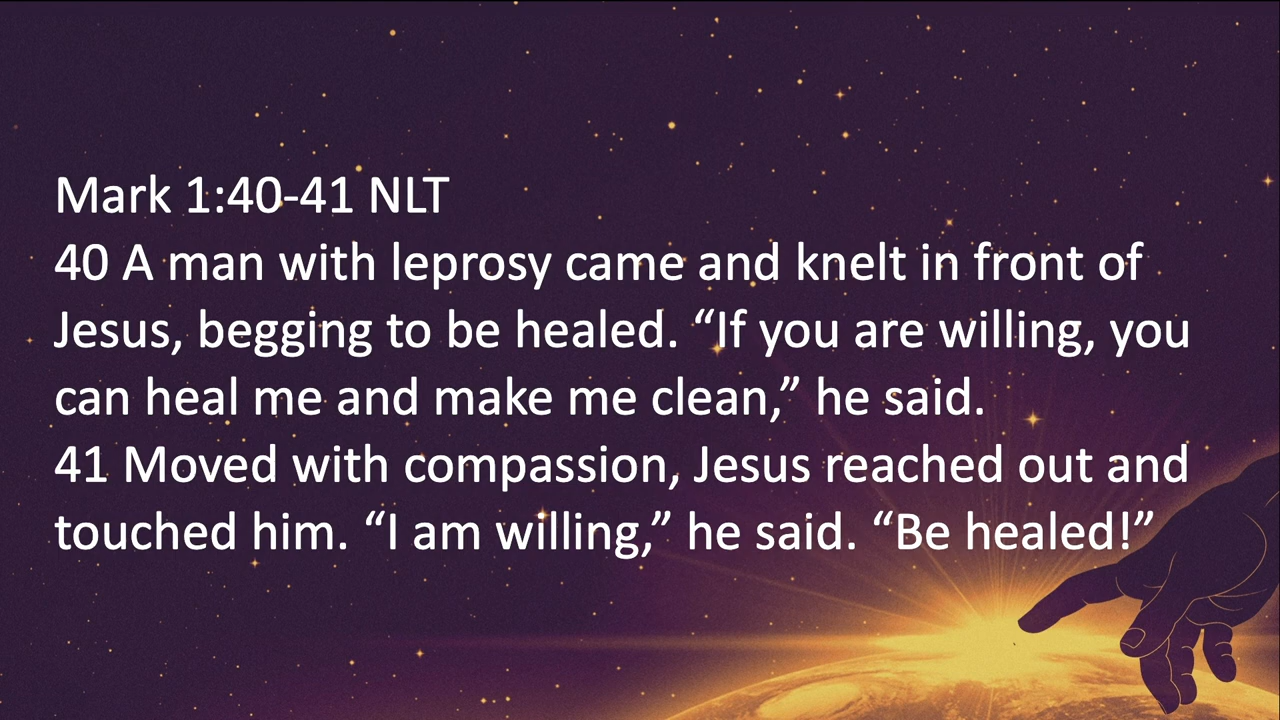 Mark 1:40-41 NLT
40 A man with leprosy came and knelt in front of
Jesus, begging to be healed. “If you are willing, you
can heal me and make me clean,” he said.
41 Moved with compassion, Jesus reached out and
touched him. “I am willing,” he said. “Be healed!”